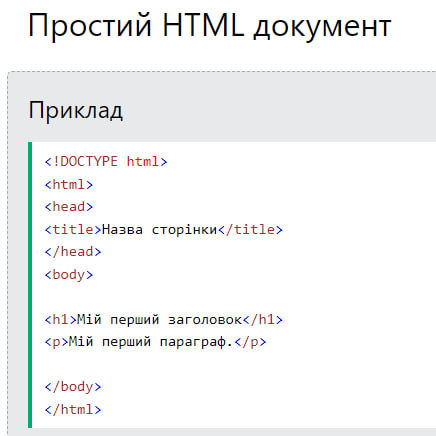 Простий HTML документ
Приклад
<!DOCTYPE html>
<html>
<head>
<title>Назва сторінки</title>
</head>
<body>
<h1>Мій перший заголовок</h1>
<p>Мій перший параграф.</p>
</body>
</html>